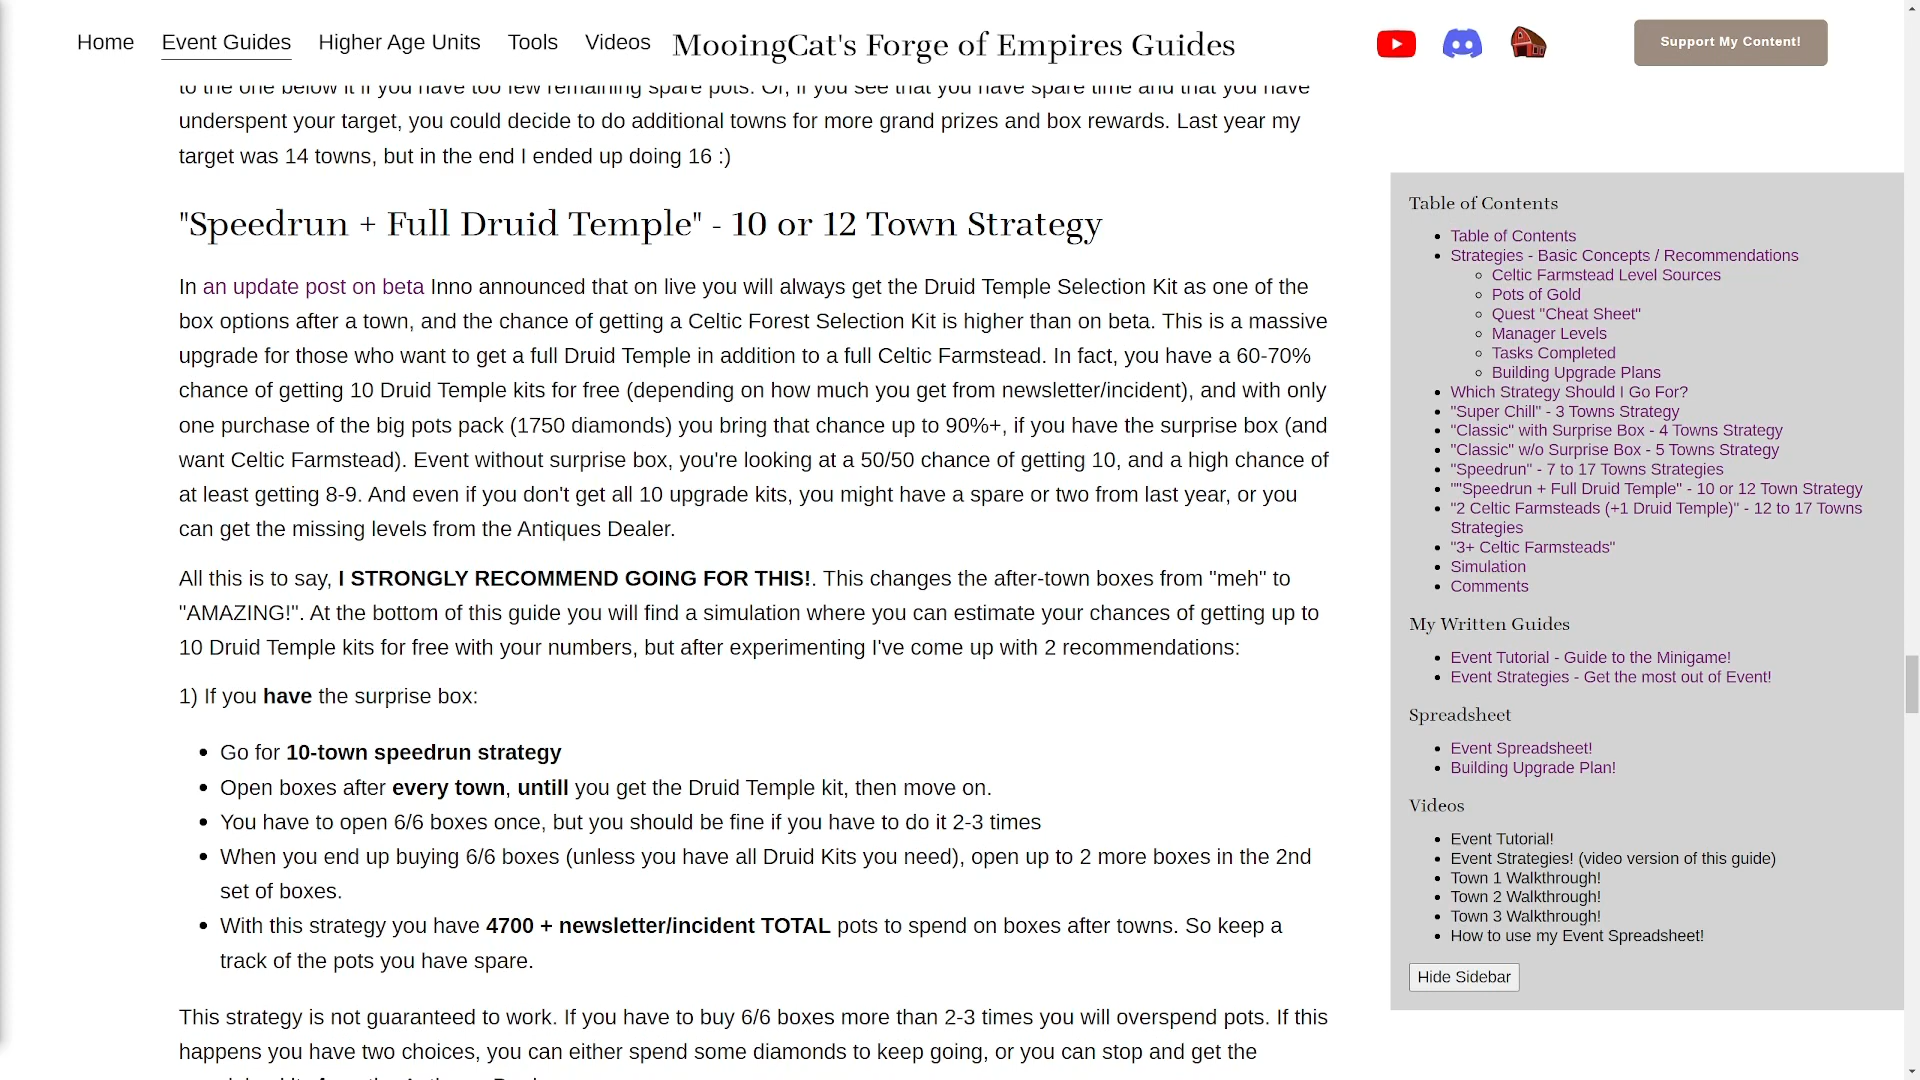 Home Event Guides Higher Age Units Tools Videos MooingCat's Forge of Empires Guides Support My Content!
to the one below it if you have too few remaining spare pots. Or, if you see that you have spare time and that you have
underspent your target, you could decide to do additional towns for more grand prizes and box rewards. Last year my
target was 14 towns, but in the end I ended up doing 16 :)
"Speedrun + Full Druid Temple" - 10 or 12 Town Strategy
In an update post on beta Inno announced that on live you will always get the Druid Temple Selection Kit as one of the
box options after a town, and the chance of getting a Celtic Forest Selection Kit is higher than on beta. This is a massive
upgrade for those who want to get a full Druid Temple in addition to a full Celtic Farmstead. In fact, you have a 60-70%
chance of getting 10 Druid Temple kits for free (depending on how much you get from newsletter/incident), and with only
one purchase of the big pots pack (1750 diamonds) you bring that chance up to 90%+, if you have the surprise box (and
want Celtic Farmstead). Event without surprise box, you're looking at a 50/50 chance of getting 10, and a high chance of
at least getting 8-9. And even if you don't get all 10 upgrade kits, you might have a spare or two from last year, or you
can get the missing levels from the Antiques Dealer.
All this is to say, I STRONGLY RECOMMEND GOING FOR THIS!. This changes the after-town boxes from "meh" to
"AMAZING!". At the bottom of this guide you will find a simulation where you can estimate your chances of getting up to
10 Druid Temple kits for free with your numbers, but after experimenting I've come up with 2 recommendations:
1) If you have the surprise box:
Go for 10-town speedrun strategy
Open boxes after every town, untill you get the Druid Temple kit, then move on.
You have to open 6/6 boxes once, but you should be fine if you have to do it 2-3 times
When you end up buying 6/6 boxes (unless you have all Druid Kits you need), open up to 2 more boxes in the 2nd
set of boxes.
With this strategy you have 4700 + newsletter/incident TOTAL pots to spend on boxes after towns. So keep a
track of the pots you have spare.
This strategy is not guaranteed to work. If you have to buy 6/6 boxes more than 2-3 times you will overspend pots. If this
happens you have two choices, you can either spend some diamonds to keep going, or you can stop and get the
Table of Contents
Table of Contents
Strategies - Basic Concepts / Recommendations
Celtic Farmstead Level Sources
Pots of Gold
Quest "Cheat Sheet"
Manager Levels
Tasks Completed
Building Upgrade Plans
Which Strategy Should I Go For?
"Super Chill" - 3 Towns Strategy
"Classic" with Surprise Box - 4 Towns Strategy
"Classic" w/o Surprise Box - 5 Towns Strategy
"Speedrun" - 7 to 17 Towns Strategies
""Speedrun + Full Druid Temple" - 10 or 12 Town Strategy
"2 Celtic Farmsteads (+1 Druid Temple)" - 12 to 17 Towns
Strategies
"3+ Celtic Farmsteads"
Simulation
Comments
My Written Guides
Event Tutorial - Guide to the Minigame!
Event Strategies - Get the most out of Event!
Spreadsheet
Event Spreadsheet!
Building Upgrade Plan!
Videos
Event Tutorial!
Event Strategies! (video version of this guide)
Town 1 Walkthrough!
Town 2 Walkthrough!
Town 3 Walkthrough!
How to use my Event Spreadsheet!
Hide Sidebar